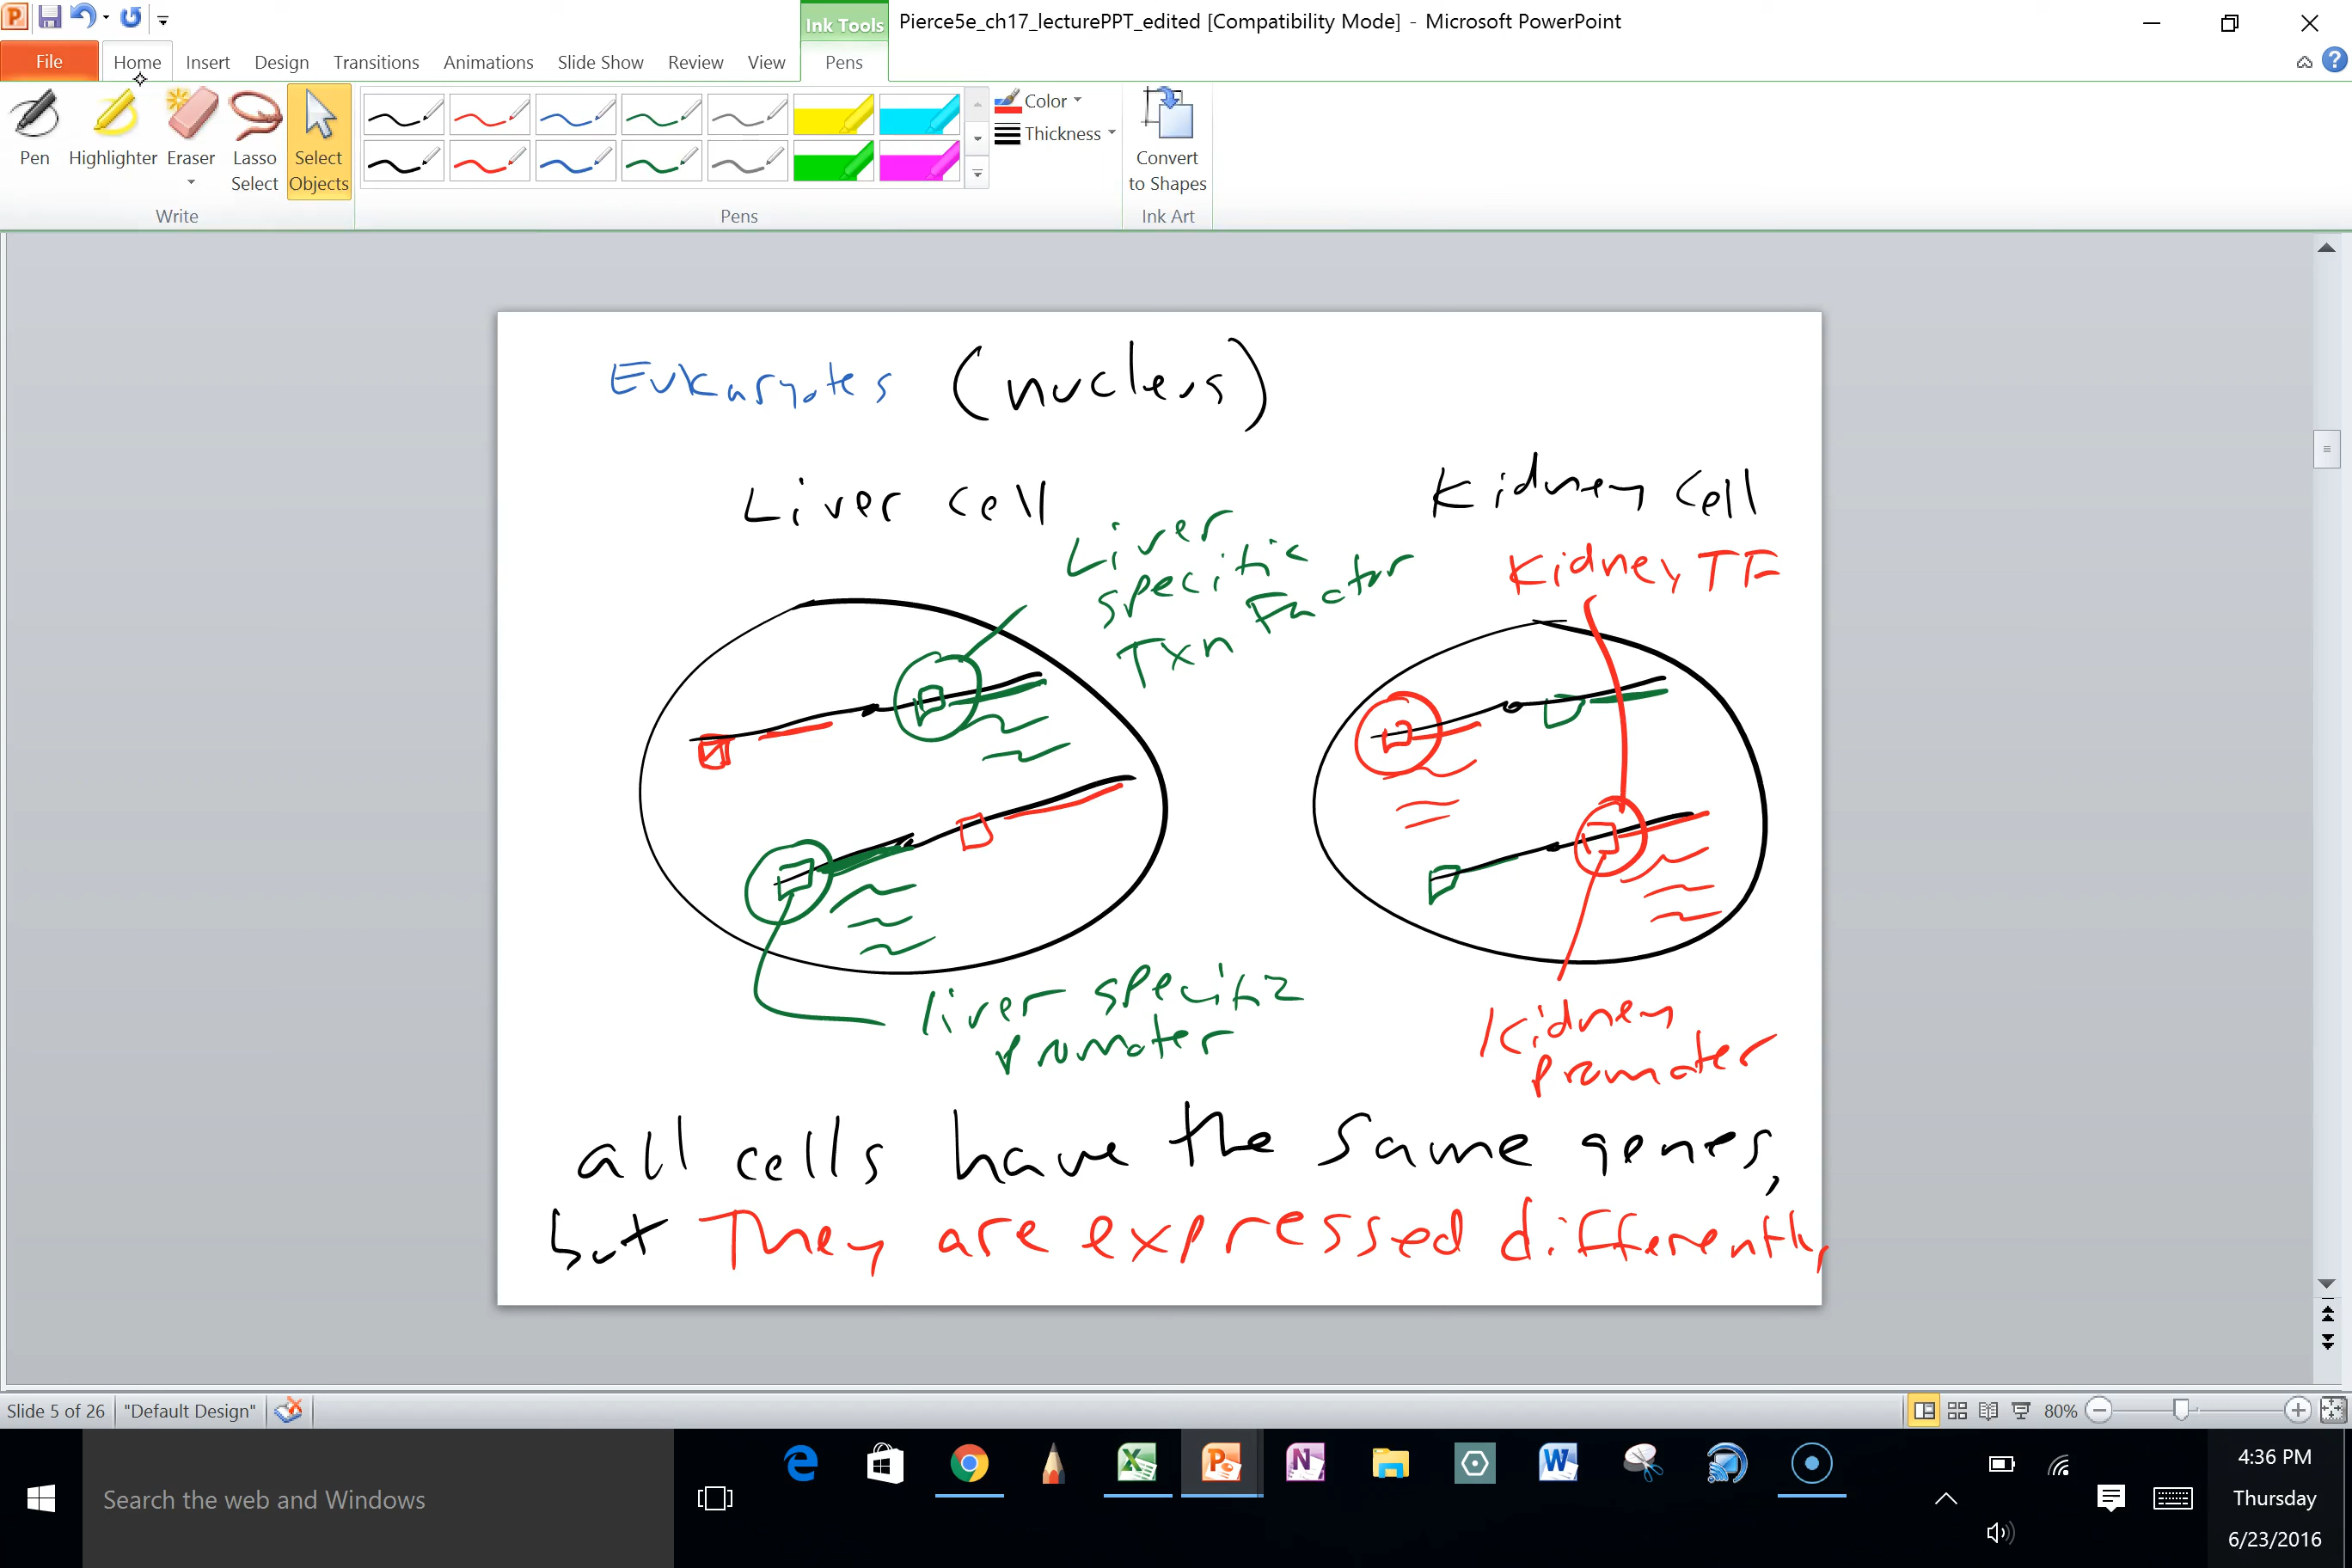 Pierce5e_ch17_lecturePPT_edited [Compatibility Mode] - Microsoft PowerPoint
Ink Tools
File Home Insert Design Transitions Animations Slide Show Review View Pens
Pen Highlighter Eraser Lasso Select Select Objects
Color
Thickness
Convert to Shapes
Write Pens Ink Art
Eukaryotes (nucleus)
Liver cell
Kidney cell
Liver
specific
Txn Factor
Kidney TF
liver specific
promoter
Kidney
promoter
all cells have the same genes,
but They are expressed differently
Slide 5 of 26 "Default Design" 80%
Search the web and Windows
4:36 PM
Thursday
6/23/2016